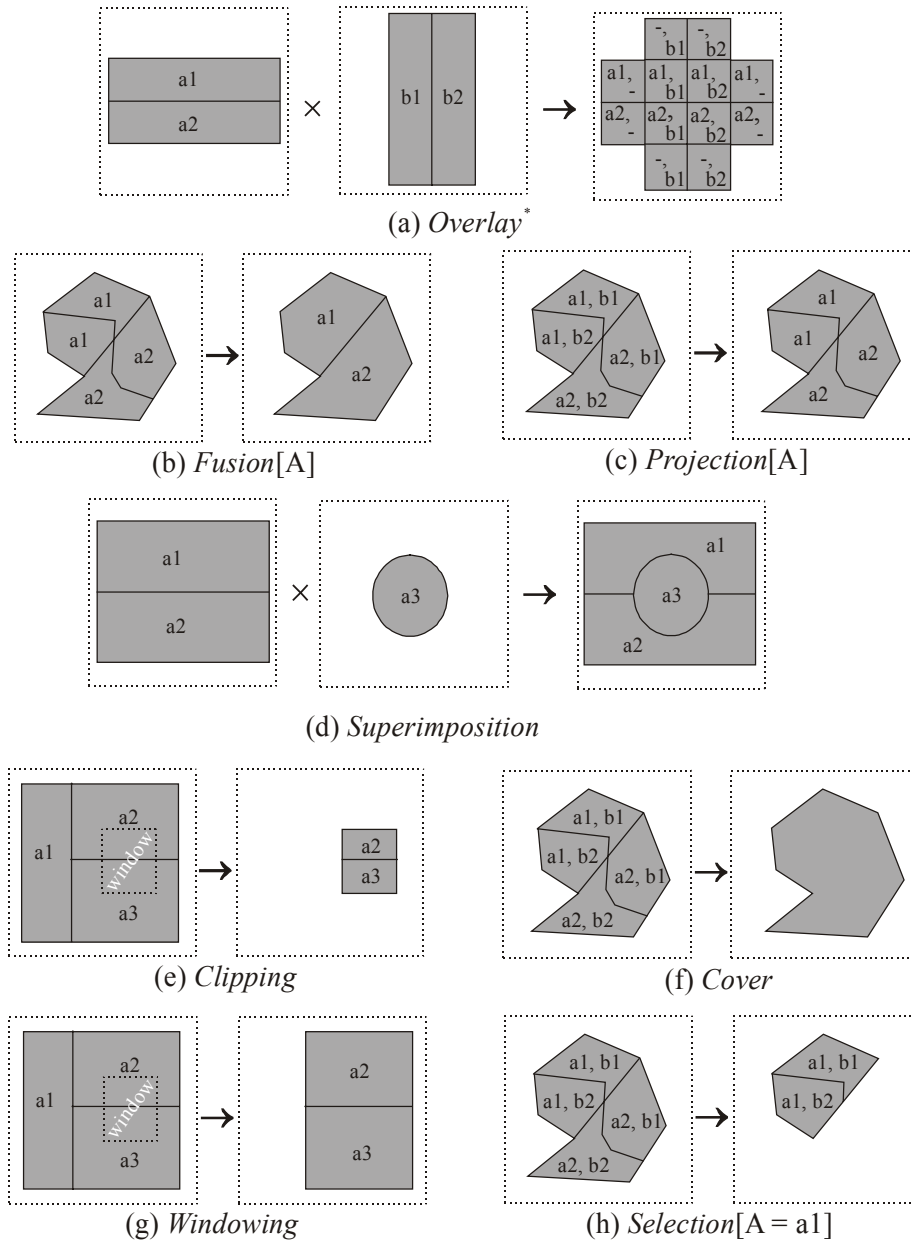 a1
a2
×
b1 b2
→
-, b1 -, b2
a1, - a1, b1 a1, b2 a1, -
a2, - a2, b1 a2, b2 a2, -
-, b1 -, b2
(a) Overlay*
a1
a1
a2
a2
→
a1
a2
(b) Fusion[A]
a1, b1
a1, b2
a2, b1
a2, b2
→
a1
a1
a2
a2
(c) Projection[A]
a1
a2
×
a3
→
a1
a3
a2
(d) Superimposition
a1
a2
window
a3
→
a2
a3
(e) Clipping
a1, b1
a1, b2
a2, b1
a2, b2
→
(f) Cover
a1
a2
window
a3
→
a2
a3
(g) Windowing
a1, b1
a1, b2
a2, b1
a2, b2
→
a1, b1
a1, b2
(h) Selection[A = a1]